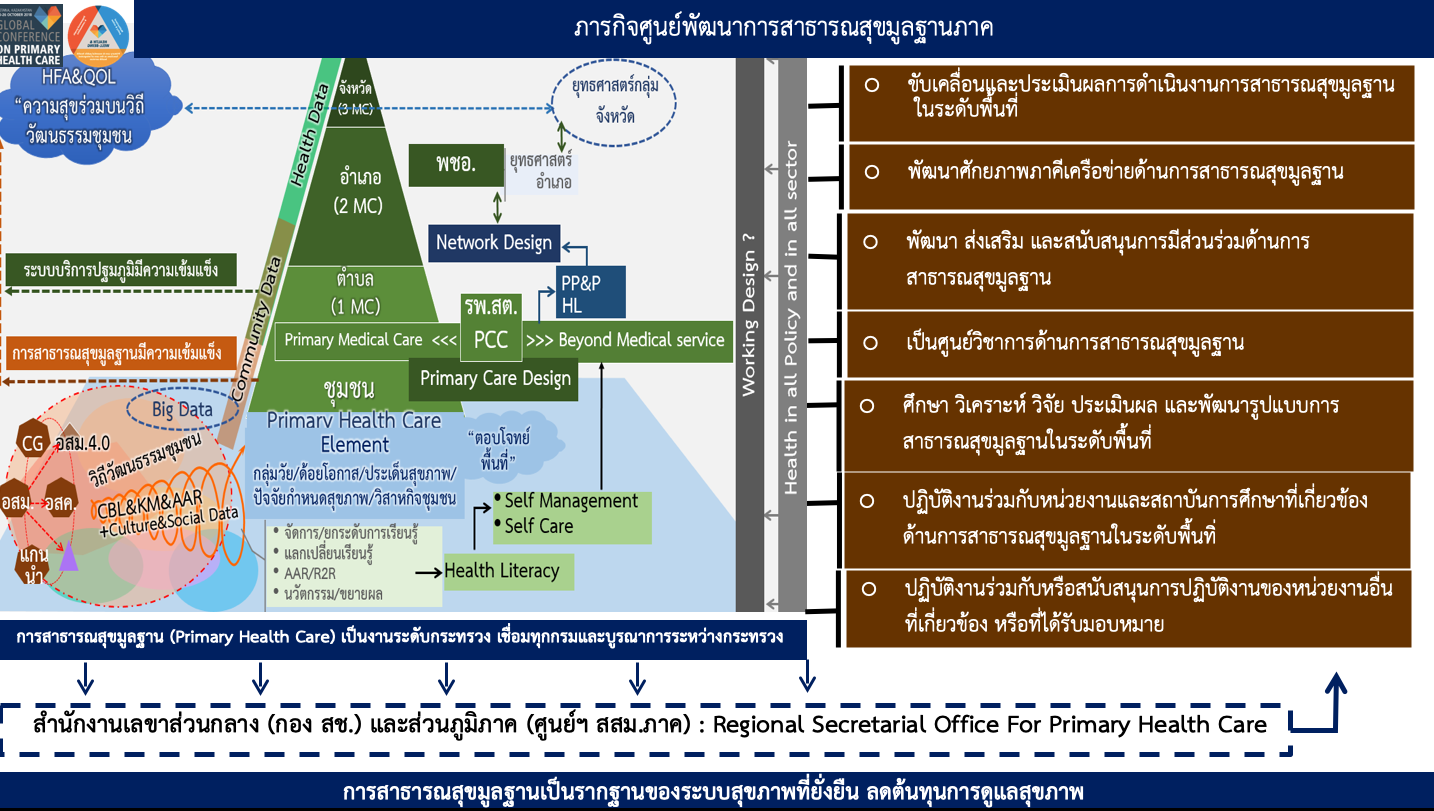 ภารกิจศูนย์พัฒนาการสาธารณสุขมูลฐานภาค
GLOBAL
CONFERENCE
ON PRIMARY
HEALTH CARE
HFA&QOL
“ความสุขร่วมบนวิถี
วัฒนธรรมชุมชน
Health Data
Community Data
จังหวัด
(3 MC)
อำเภอ
(2 MC)
ตำบล
(1 MC)
ยุทธศาสตร์กลุ่ม
จังหวัด
พชอ.
ยุทธศาสตร์
อำเภอ
Network Design
PP&P
HL
ระบบบริการปฐมภูมิมีความเข้มแข็ง
รพ.สต.
PCC
Primary Medical Care <<<
>>> Beyond Medical service
การสาธารณสุขมูลฐานมีความเข้มแข็ง
ชุมชน
Primary Care Design
Big Data
Primary Health Care
Element
กลุ่มวัย/ด้อยโอกาส/ประเด็นสุขภาพ/
ปัจจัยกำหนดสุขภาพ/วิสาหกิจชุมชน
“ตอบโจทย์
พื้นที่”
CG
อสม.4.0
วิถีวัฒนธรรมชุมชน
อสม.
อสค.
CBL&KM&AAR
+Culture&Social Data
แกน
นำ
• Self Management
• Self Care
• จัดการ/ยกระดับการเรียนรู้
• แลกเปลี่ยนเรียนรู้
• AAR/R2R
• นวัตกรรม/ขยายผล
Health Literacy
Working Design ?
Health in all Policy and in all sector
ขับเคลื่อนและประเมินผลการดำเนินงานการสาธารณสุขมูลฐาน
ในระดับพื้นที่
พัฒนาศักยภาพภาคีเครือข่ายด้านการสาธารณสุขมูลฐาน
พัฒนา ส่งเสริม และสนับสนุนการมีส่วนร่วมด้านการ
สาธารณสุขมูลฐาน
เป็นศูนย์วิชาการด้านการสาธารณสุขมูลฐาน
ศึกษา วิเคราะห์ วิจัย ประเมินผล และพัฒนารูปแบบการ
สาธารณสุขมูลฐานในระดับพื้นที่
ปฏิบัติงานร่วมกับหน่วยงานและสถาบันการศึกษาที่เกี่ยวข้อง
ด้านการสาธารณสุขมูลฐานในระดับพื้นที่
ปฏิบัติงานร่วมกับหรือสนับสนุนการปฏิบัติงานของหน่วยงานอื่น
ที่เกี่ยวข้อง หรือที่ได้รับมอบหมาย
การสาธารณสุขมูลฐาน (Primary Health Care) เป็นงานระดับกระทรวง เชื่อมทุกกรมและบูรณาการระหว่างกระทรวง
สำนักงานเลขาส่วนกลาง (กอง สช.) และส่วนภูมิภาค (ศูนย์ฯ สสม.ภาค) : Regional Secretarial Office For Primary Health Care
การสาธารณสุขมูลฐานเป็นรากฐานของระบบสุขภาพที่ยั่งยืน ลดต้นทุนการดูแลสุขภาพ